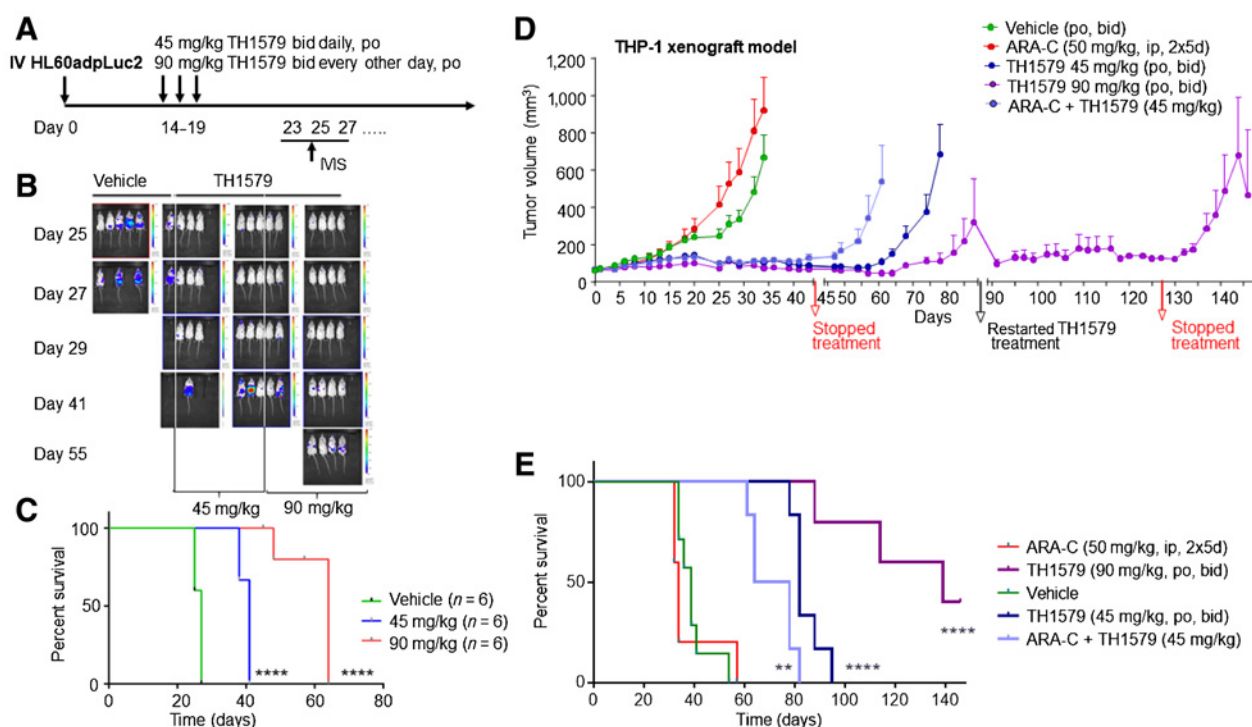 A
45 mg/kg TH1579 bid daily, po
IV HL60adpLuc2 90 mg/kg TH1579 bid every other day, po
Day 0 14–19 23 25 27 .....
IVIS
B
Vehicle TH1579
Day 25
Day 27
Day 29
Day 41
Day 55
45 mg/kg 90 mg/kg
C
Percent survival
100
50
0
0 20 40 60 80
Time (days)
Vehicle (n = 6)
45 mg/kg (n = 6)
90 mg/kg (n = 6)
**** ****
D
THP-1 xenograft model
Vehicle (po, bid)
ARA-C (50 mg/kg, ip, 2x5d)
TH1579 45 mg/kg (po, bid)
TH1579 90 mg/kg (po, bid)
ARA-C + TH1579 (45 mg/kg)
Tumor volume (mm³)
1,000
800
600
400
200
0
0 5 10 15 20 25 30 35 40 45 50 60 70 80 90 100 110 120 130 140
Days
Stopped
treatment
Restarted TH1579
treatment
Stopped
treatment
E
Percent survival
100
50
0
0 20 40 60 80 100 120 140
Time (days)
** **** ****
ARA-C (50 mg/kg, ip, 2x5d)
TH1579 (90 mg/kg, po, bid)
Vehicle
TH1579 (45 mg/kg, po, bid)
ARA-C + TH1579 (45 mg/kg)